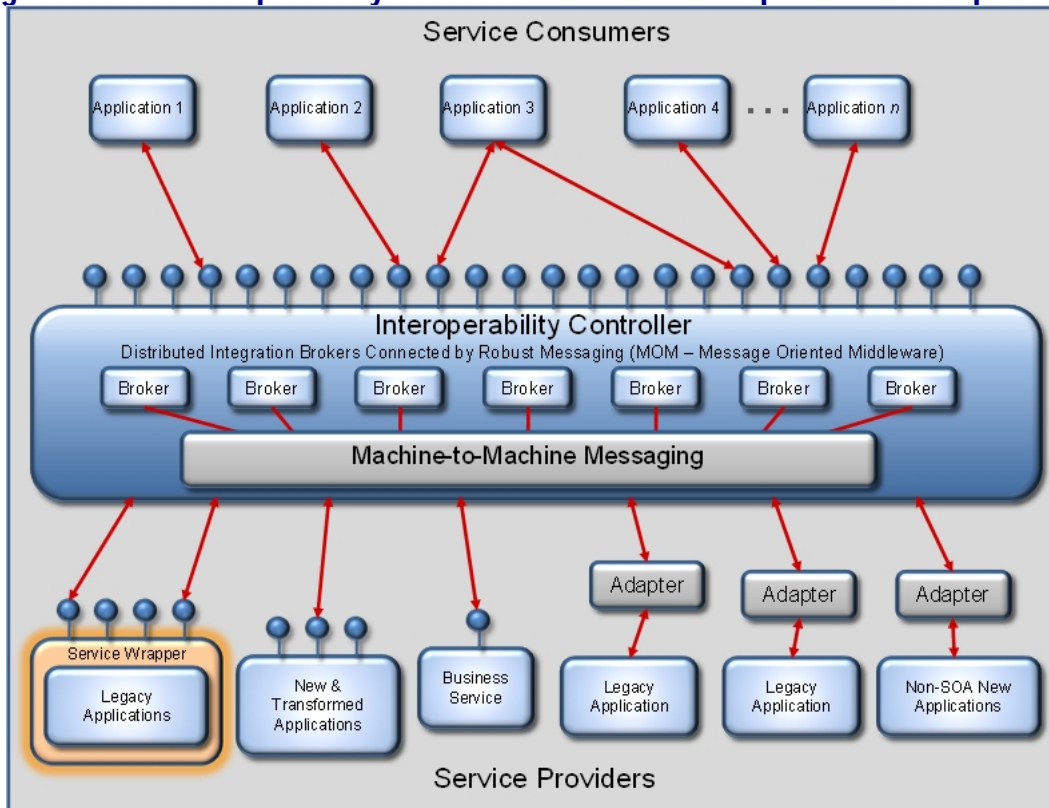 Service Consumers
Application 1
Application 2
Application 3
Application 4
...
Application n
Interoperability Controller
Distributed Integration Brokers Connected by Robust Messaging (MOM – Message Oriented Middleware)
Broker
Broker
Broker
Broker
Broker
Broker
Broker
Machine-to-Machine Messaging
Adapter
Adapter
Adapter
Service Wrapper
Legacy
Applications
New &
Transformed
Applications
Business
Service
Legacy
Application
Legacy
Application
Non-SOA New
Applications
Service Providers